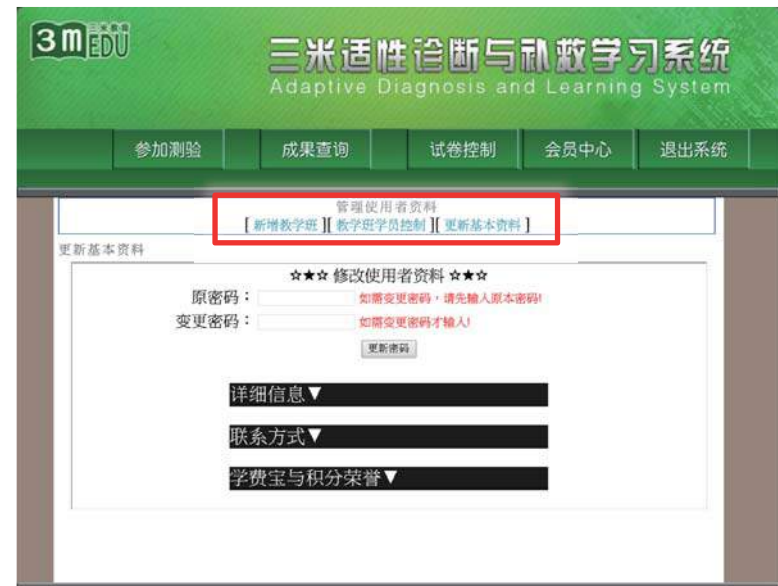 3mEDU
三米适性诊断与补救学习系统
Adaptive Diagnosis and Learning System
参加测验 成果查询 试卷控制 会员中心 退出系统
管理使用者资料
[ 新增教学班 ][ 教学班学员控制 ][ 更新基本资料 ]
更新基本资料
☆★☆ 修改使用者资料 ☆★☆
原密码： 如需变更密码，请先输入原本密码!
变更密码： 如需变更密码才输入!
更新密码
详细信息▼
联系方式▼
学费宝与积分荣誉▼